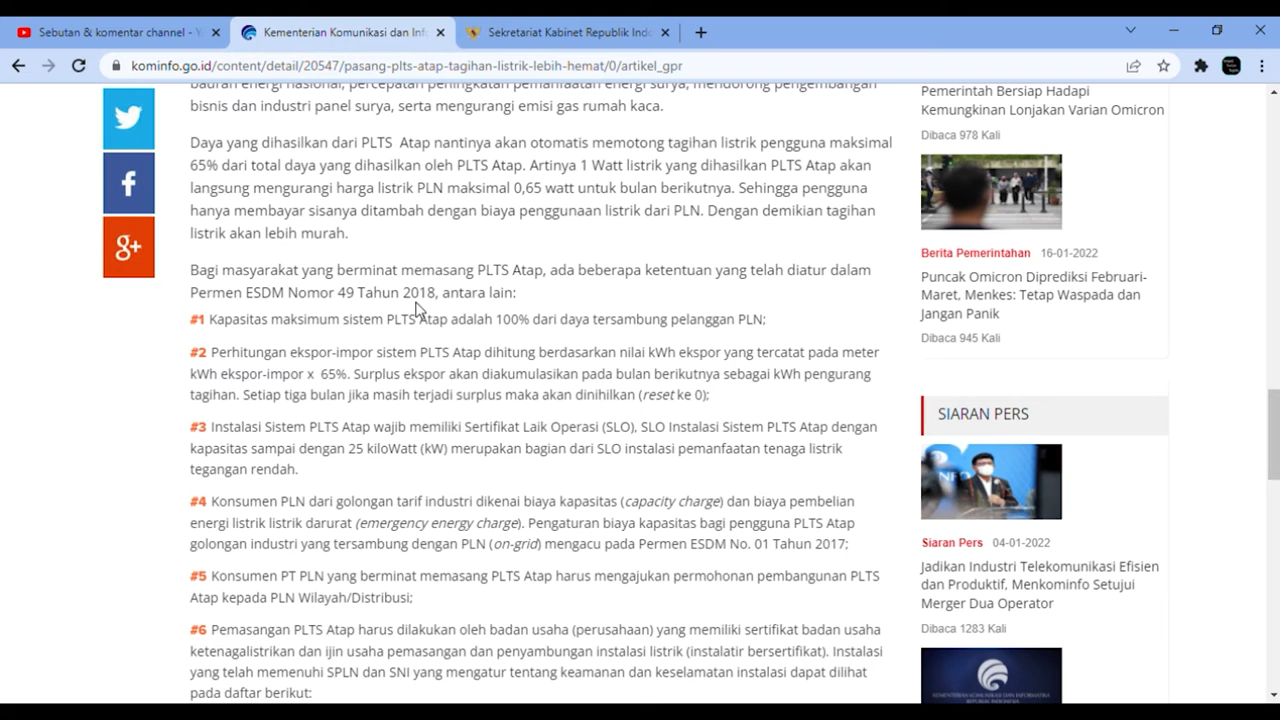 Sebutan & komentar channel - Y
Kementerian Komunikasi dan Inf
Sekretariat Kabinet Republik Indo
kominfo.go.id/content/detail/20547/pasang-plts-atap-tagihan-listrik-lebih-hemat/0/artikel_gpr
bauran energi nasional, percepatan peningkatan pemanfaatan energi surya, mendorong pengembangan
bisnis dan industri panel surya, serta mengurangi emisi gas rumah kaca.
Daya yang dihasilkan dari PLTS Atap nantinya akan otomatis memotong tagihan listrik pengguna maksimal
65% dari total daya yang dihasilkan oleh PLTS Atap. Artinya 1 Watt listrik yang dihasilkan PLTS Atap akan
langsung mengurangi harga listrik PLN maksimal 0,65 watt untuk bulan berikutnya. Sehingga pengguna
hanya membayar sisanya ditambah dengan biaya penggunaan listrik dari PLN. Dengan demikian tagihan
listrik akan lebih murah.
Bagi masyarakat yang berminat memasang PLTS Atap, ada beberapa ketentuan yang telah diatur dalam
Permen ESDM Nomor 49 Tahun 2018, antara lain:
#1 Kapasitas maksimum sistem PLTS Atap adalah 100% dari daya tersambung pelanggan PLN;
#2 Perhitungan ekspor-impor sistem PLTS Atap dihitung berdasarkan nilai kWh ekspor yang tercatat pada meter
kWh ekspor-impor x 65%. Surplus ekspor akan diakumulasikan pada bulan berikutnya sebagai kWh pengurang
tagihan. Setiap tiga bulan jika masih terjadi surplus maka akan dinihilkan (reset ke 0);
#3 Instalasi Sistem PLTS Atap wajib memiliki Sertifikat Laik Operasi (SLO), SLO Instalasi Sistem PLTS Atap dengan
kapasitas sampai dengan 25 kiloWatt (kW) merupakan bagian dari SLO instalasi pemanfaatan tenaga listrik
tegangan rendah.
#4 Konsumen PLN dari golongan tarif industri dikenai biaya kapasitas (capacity charge) dan biaya pembelian
energi listrik listrik darurat (emergency energy charge). Pengaturan biaya kapasitas bagi pengguna PLTS Atap
golongan industri yang tersambung dengan PLN (on-grid) mengacu pada Permen ESDM No. 01 Tahun 2017;
#5 Konsumen PT PLN yang berminat memasang PLTS Atap harus mengajukan permohonan pembangunan PLTS
Atap kepada PLN Wilayah/Distribusi;
#6 Pemasangan PLTS Atap harus dilakukan oleh badan usaha (perusahaan) yang memiliki sertifikat badan usaha
ketenagalistrikan dan ijin usaha pemasangan dan penyambungan instalasi listrik (instalatir bersertifikat). Instalasi
yang telah memenuhi SPLN dan SNI yang mengatur tentang keamanan dan keselamatan instalasi dapat dilihat
pada daftar berikut:
Pemerintah Bersiap Hadapi
Kemungkinan Lonjakan Varian Omicron
Dibaca 978 Kali
Berita Pemerintahan 16-01-2022
Puncak Omicron Diprediksi Februari-
Maret, Menkes: Tetap Waspada dan
Jangan Panik
Dibaca 945 Kali
SIARAN PERS
Siaran Pers 04-01-2022
Jadikan Industri Telekomunikasi Efisien
dan Produktif, Menkominfo Setujui
Merger Dua Operator
Dibaca 1283 Kali
KEMENTERIAN KOMUNIKASI DAN INFORMATIKA
REPUBLIK INDONESIA